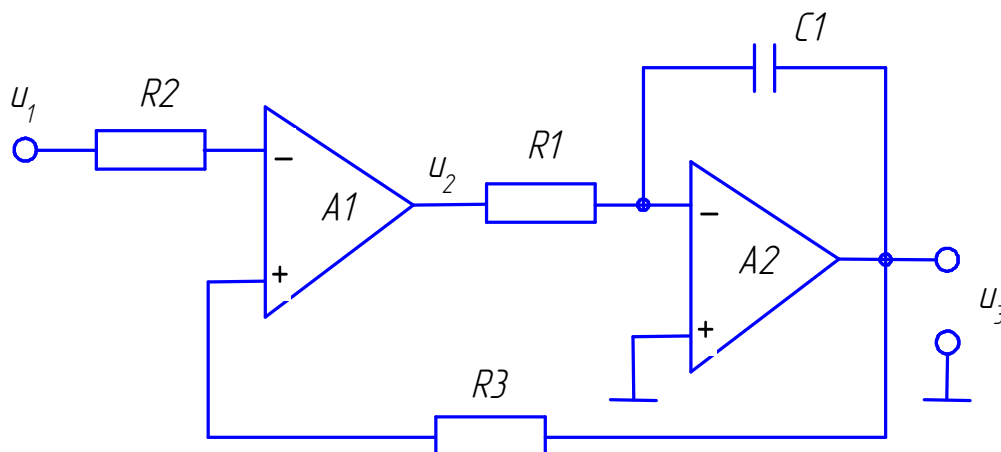 C1
u₁
R2
R1
u₂
−
A1
+
−
A2
+
u₃
R3